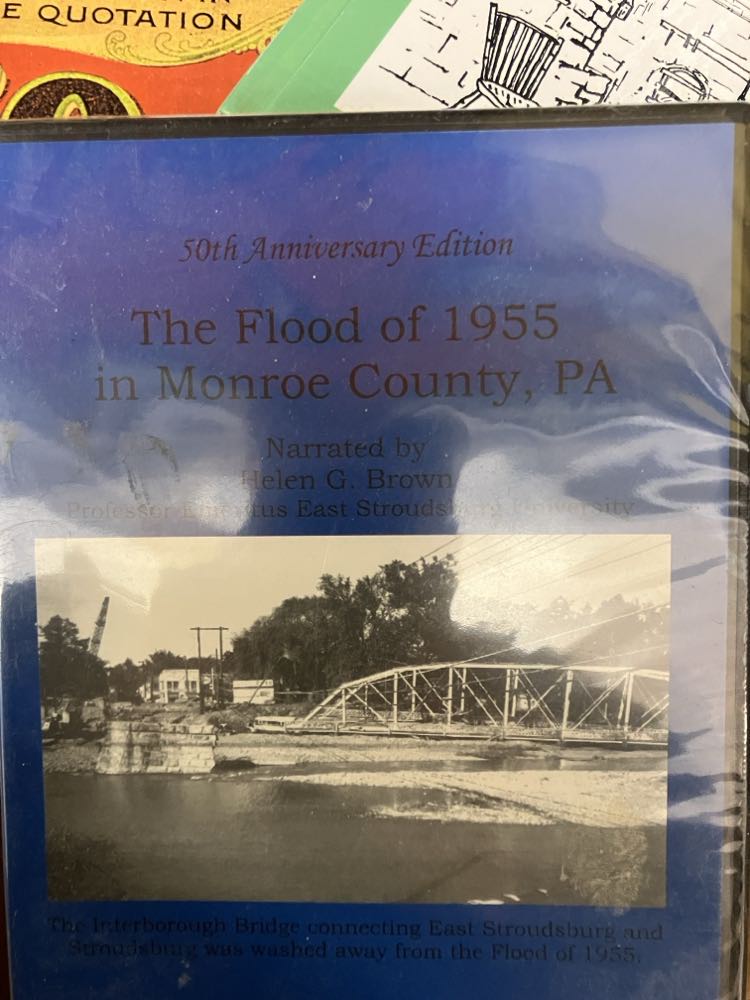 E QUOTATION
50th Anniversary Edition
The Flood of 1955
in Monroe County, PA
Narrated by
Helen G. Brown
Professor Emeritus East Stroudsburg University
The Interborough Bridge connecting East Stroudsburg and
Stroudsburg was washed away from the Flood of 1955.